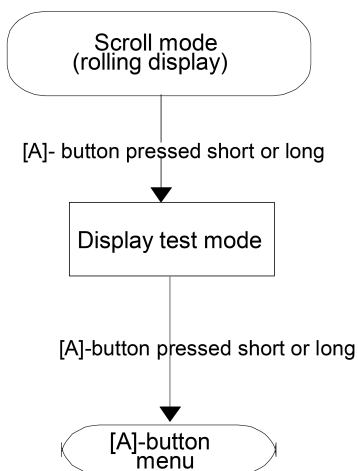 Scroll mode
(rolling display)
[A]- button pressed short or long
Display test mode
[A]-button pressed short or long
[A]-button
menu